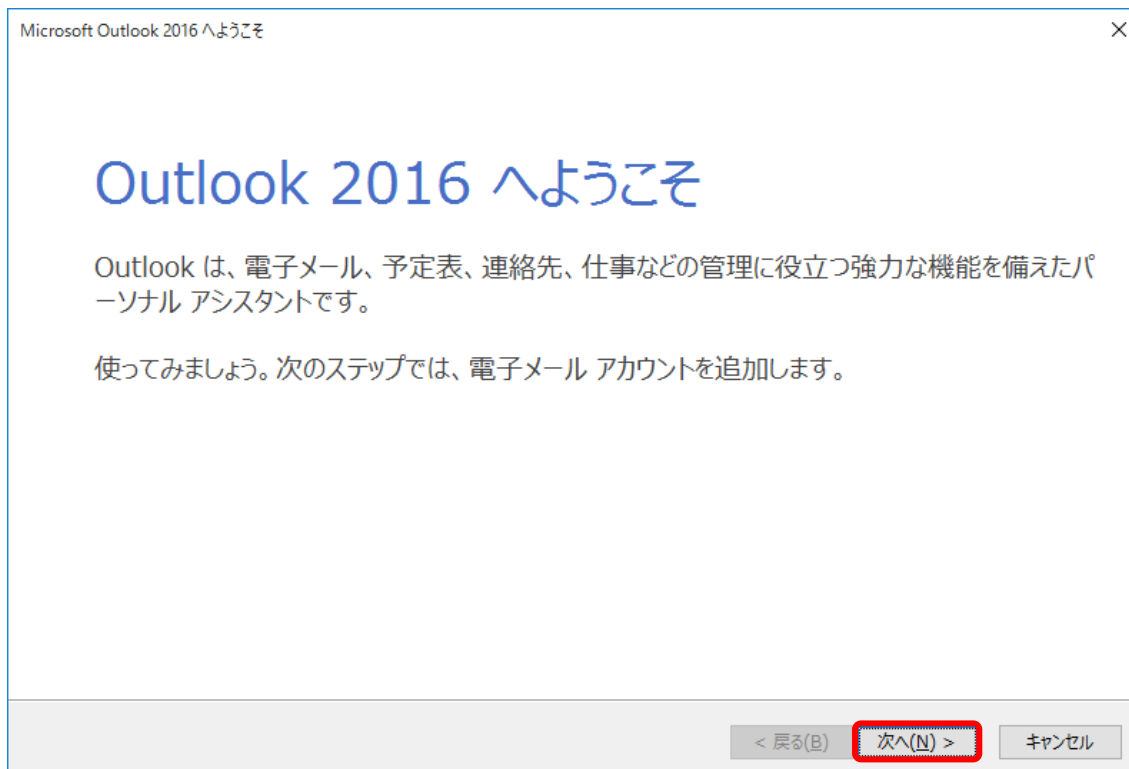 Microsoft Outlook 2016 へようこそ
Outlook 2016 へようこそ
Outlook は、電子メール、予定表、連絡先、仕事などの管理に役立つ強力な機能を備えたパ
ーソナル アシスタントです。
使ってみましょう。次のステップでは、電子メール アカウントを追加します。
< 戻る(B) 次へ(N) > キャンセル